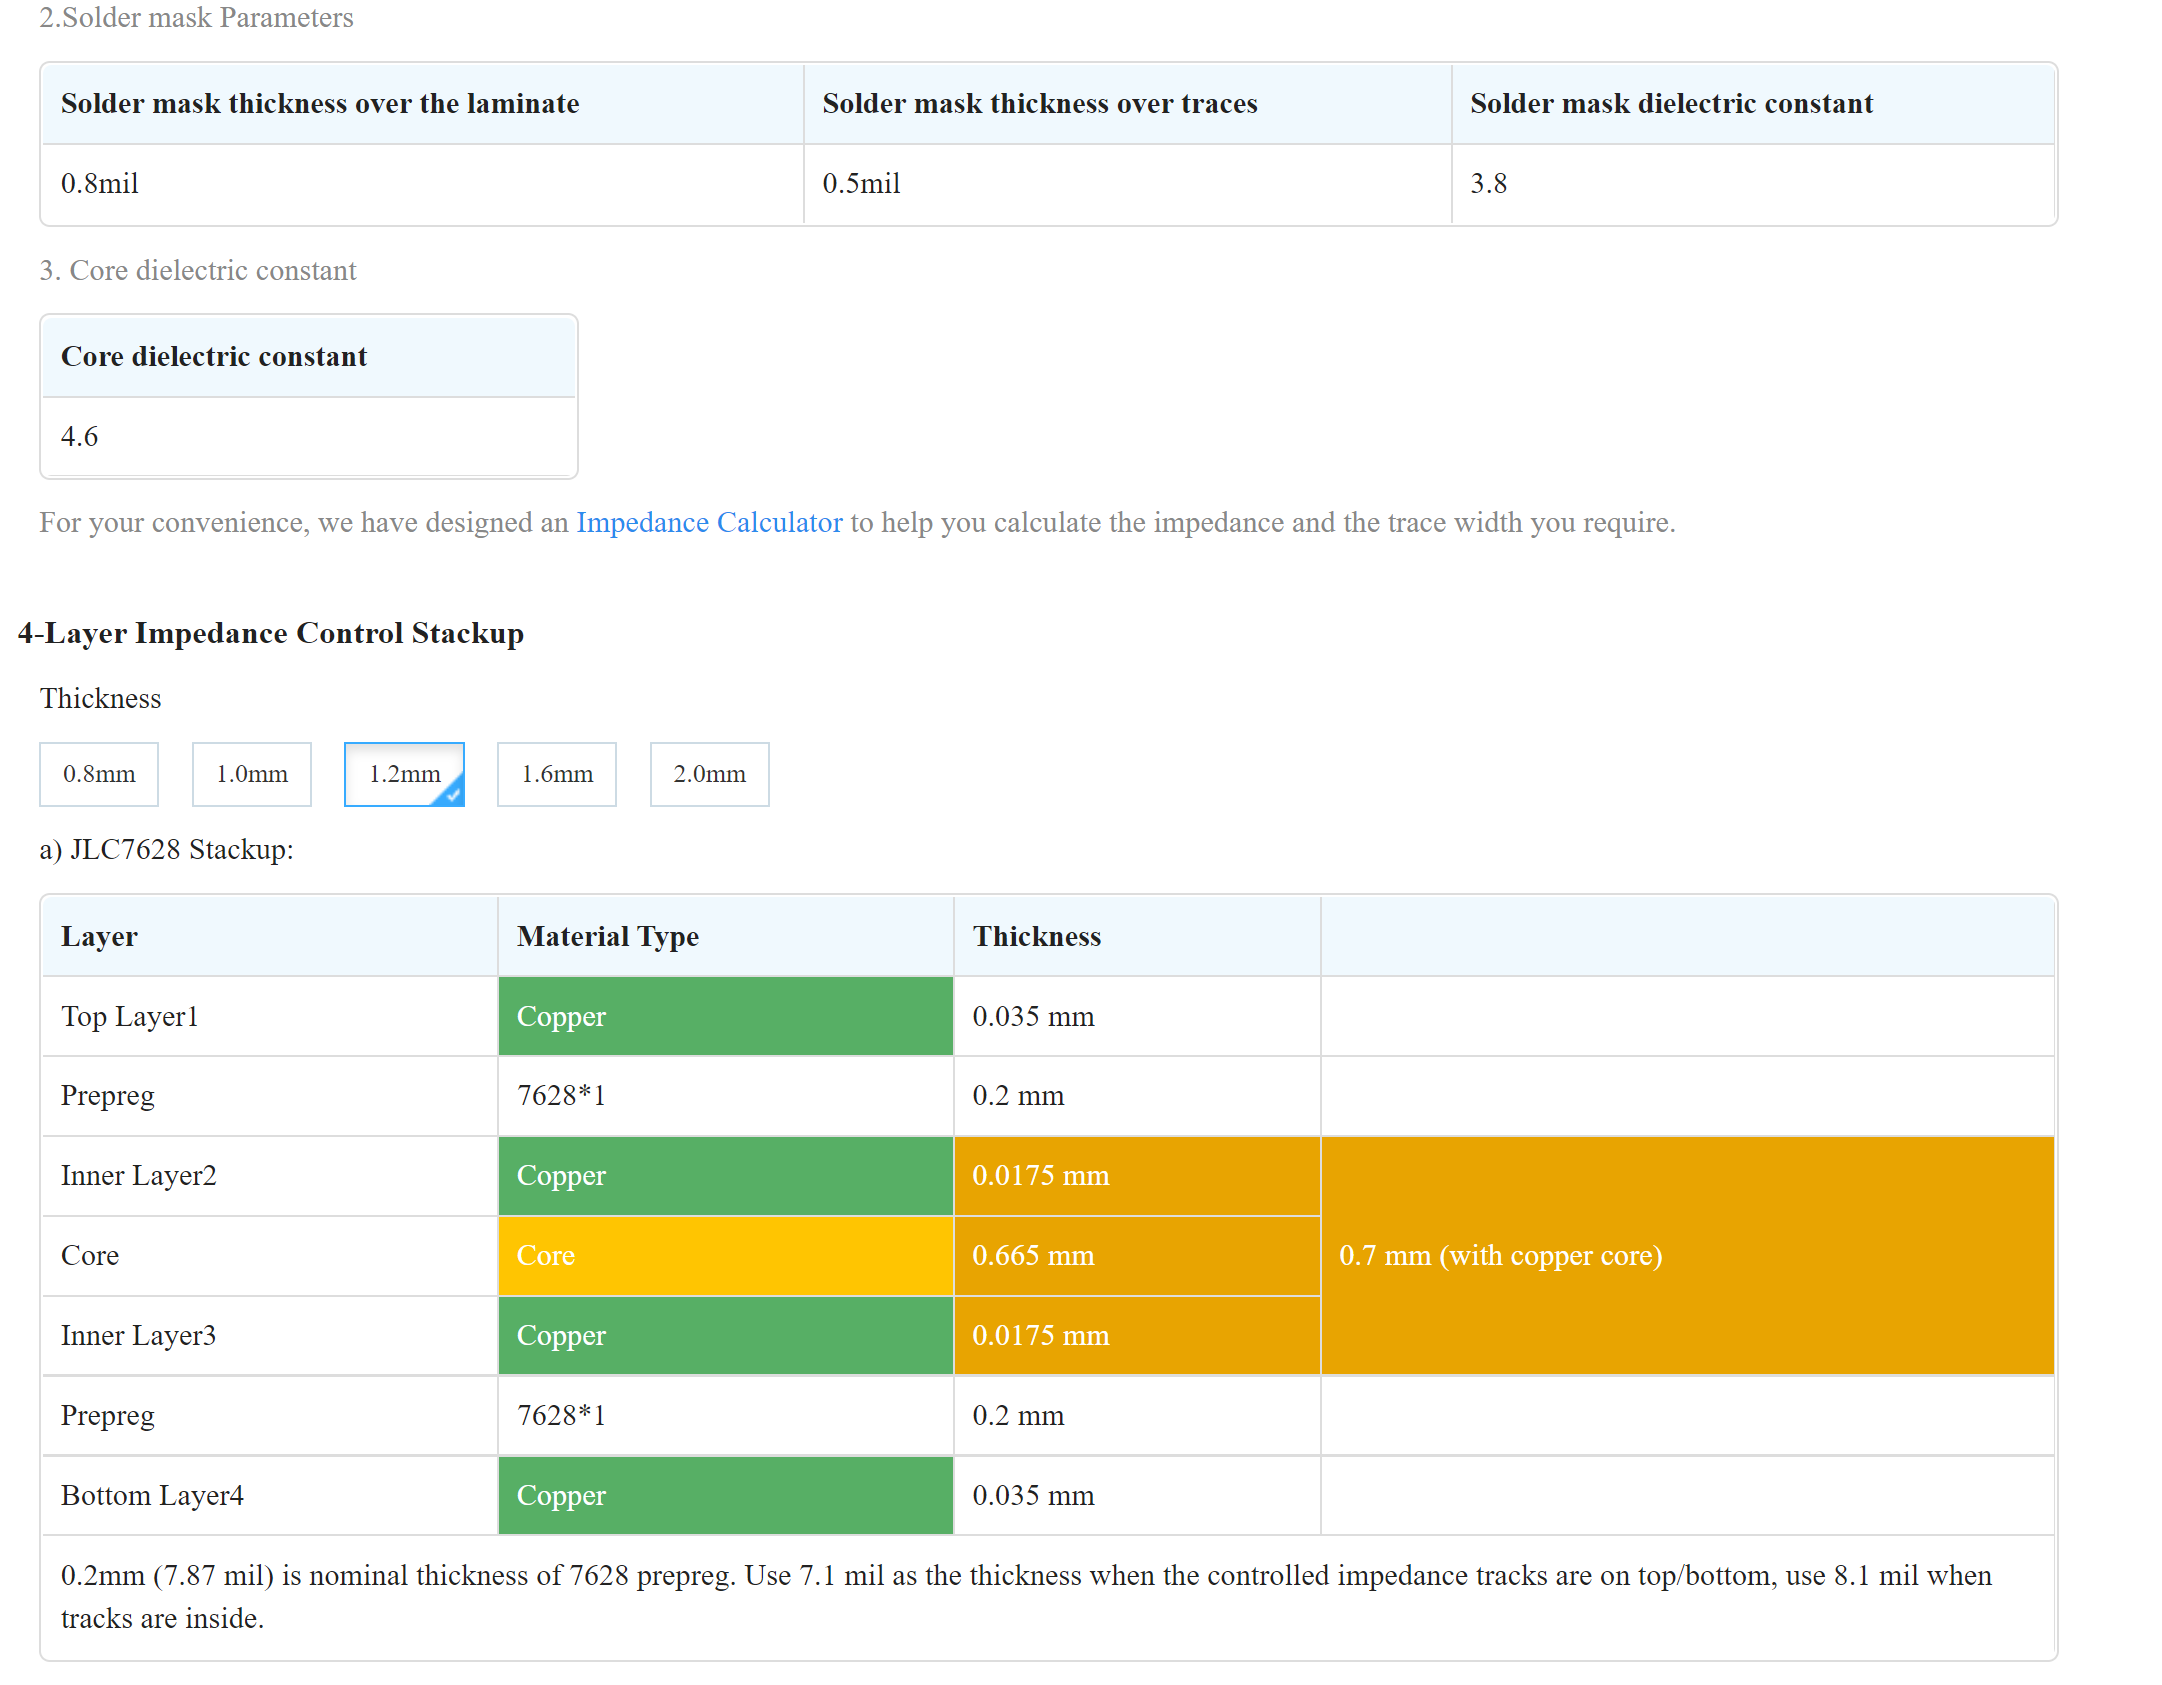 2.Solder mask Parameters
Solder mask thickness over the laminate Solder mask thickness over traces Solder mask dielectric constant
0.8mil 0.5mil 3.8
3. Core dielectric constant
Core dielectric constant
4.6
For your convenience, we have designed an Impedance Calculator to help you calculate the impedance and the trace width you require.
4-Layer Impedance Control Stackup
Thickness
0.8mm 1.0mm 1.2mm 1.6mm 2.0mm
a) JLC7628 Stackup:
Layer Material Type Thickness
Top Layer1 Copper 0.035 mm
Prepreg 7628*1 0.2 mm
Inner Layer2 Copper 0.0175 mm
Core Core 0.665 mm 0.7 mm (with copper core)
Inner Layer3 Copper 0.0175 mm
Prepreg 7628*1 0.2 mm
Bottom Layer4 Copper 0.035 mm
0.2mm (7.87 mil) is nominal thickness of 7628 prepreg. Use 7.1 mil as the thickness when the controlled impedance tracks are on top/bottom, use 8.1 mil when
tracks are inside.